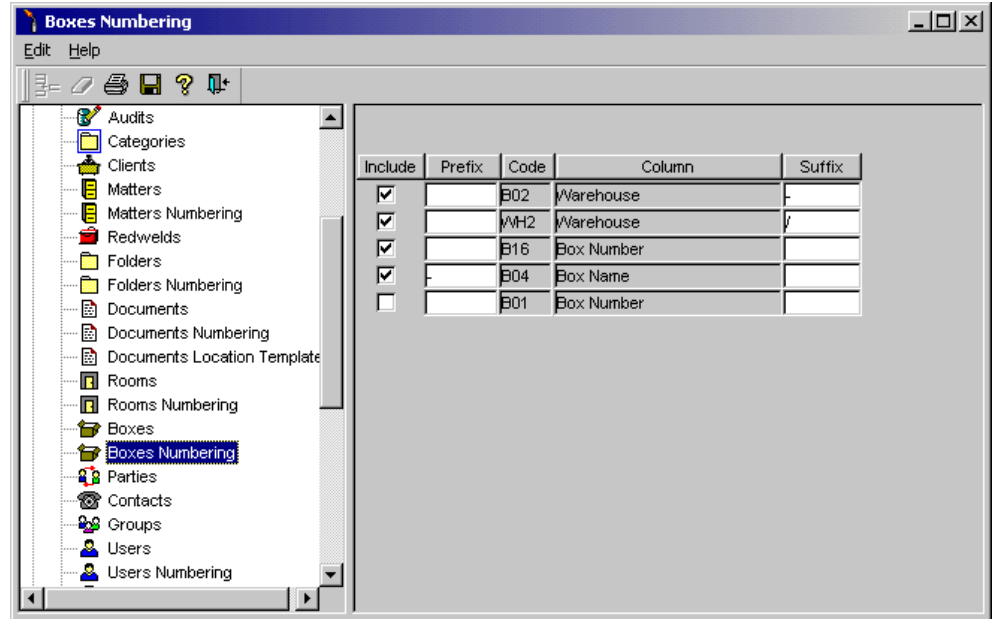 Boxes Numbering
Edit Help
Audits
Categories
Clients
Matters
Matters Numbering
Redwelds
Folders
Folders Numbering
Documents
Documents Numbering
Documents Location Template
Rooms
Rooms Numbering
Boxes
Boxes Numbering
Parties
Contacts
Groups
Users
Users Numbering
Include Prefix Code Column Suffix
B02 Warehouse -
WH2 Warehouse /
B16 Box Number
- B04 Box Name
B01 Box Number